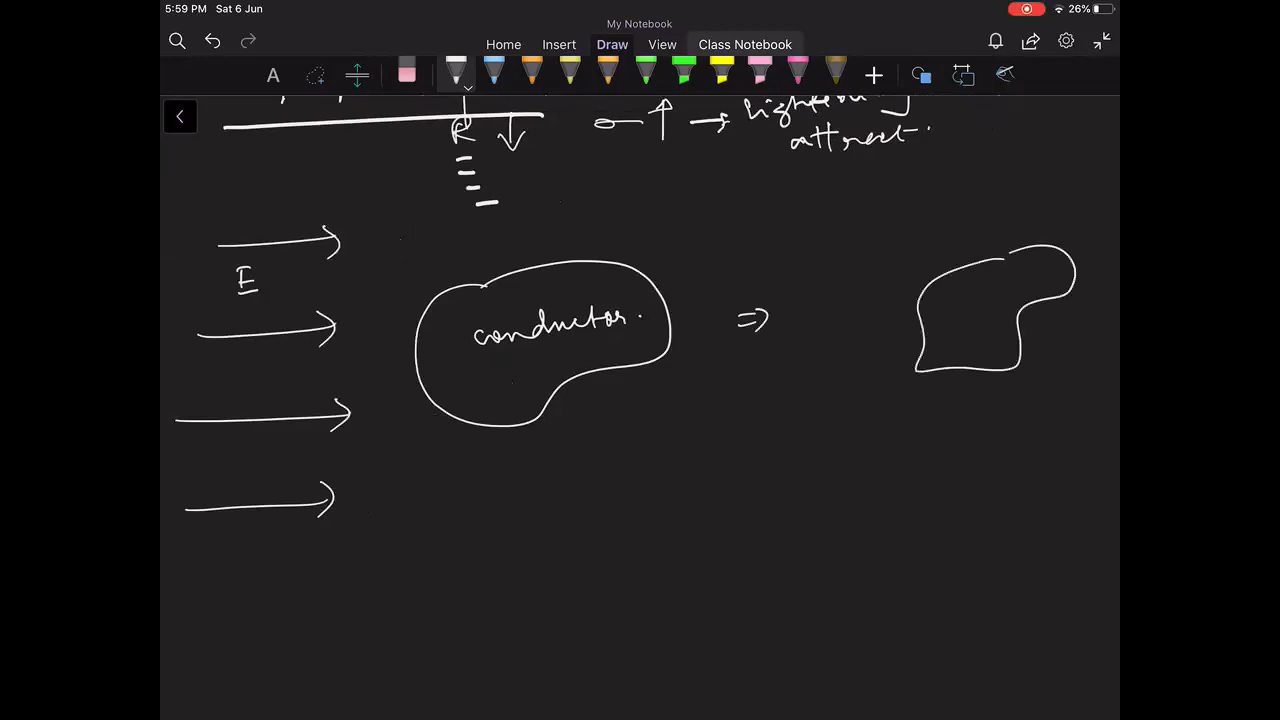 5:59 PM Sat 6 Jun
26%
My Notebook
Home Insert Draw View Class Notebook
A
R
attract.
E
conductor.